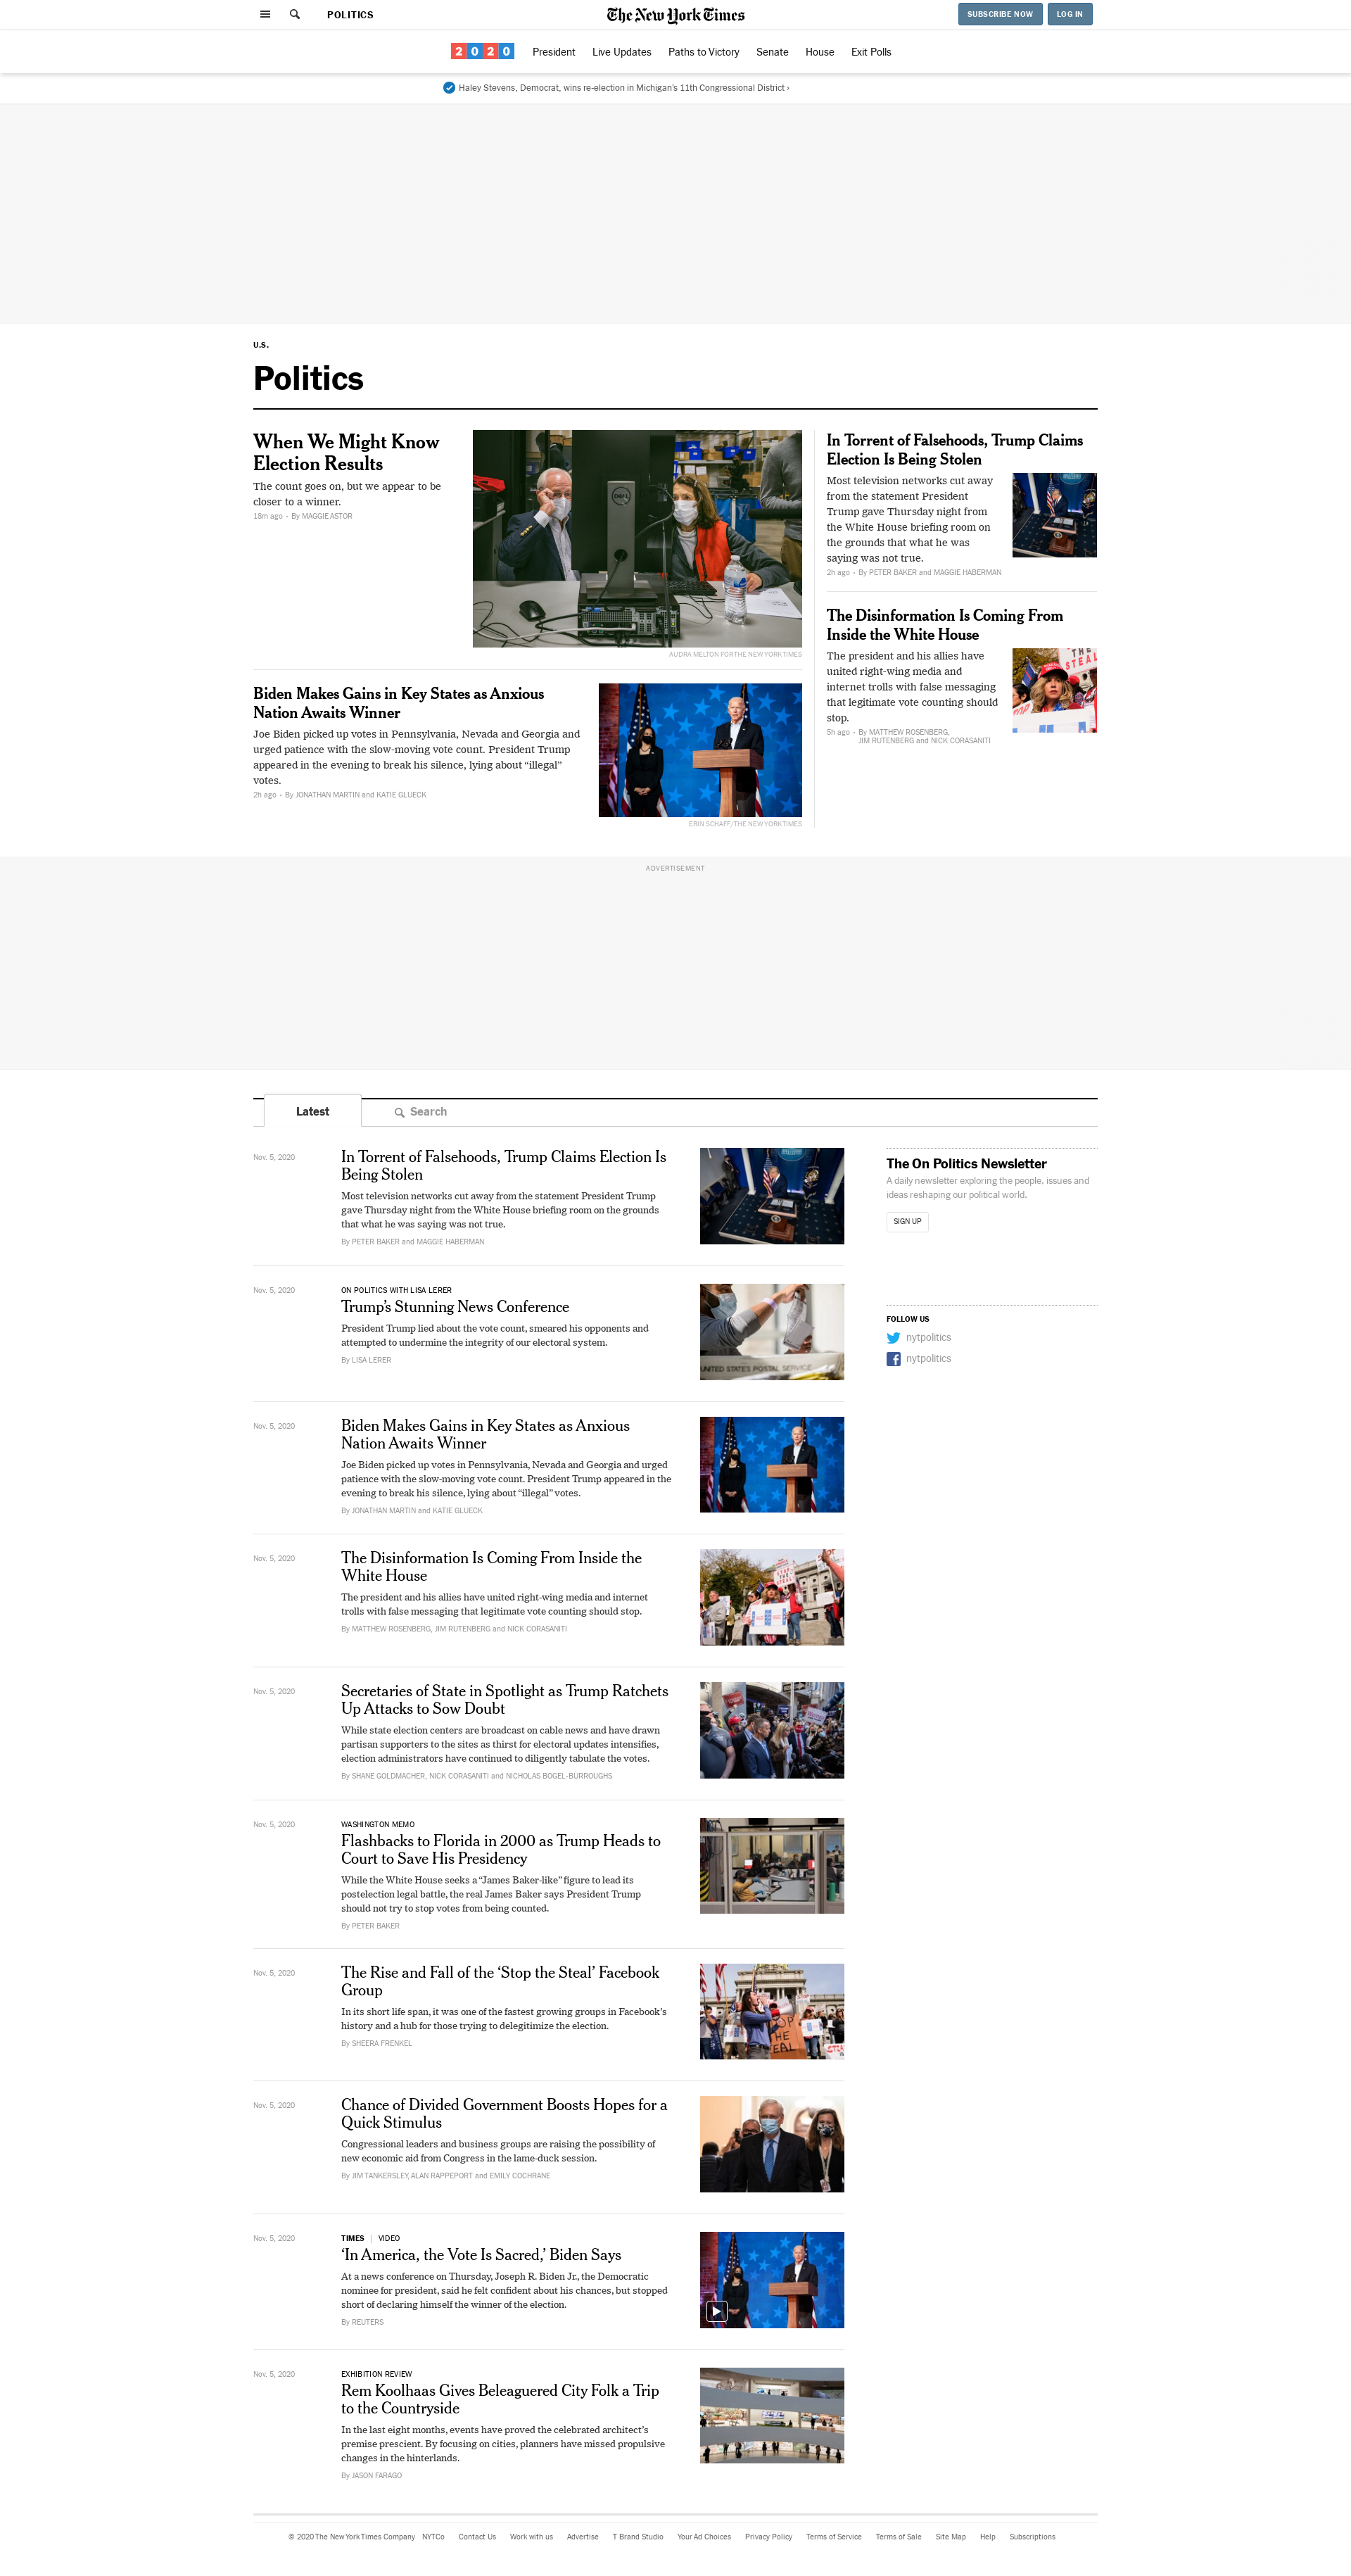 POLITICS
The New York Times
SUBSCRIBE NOW
LOG IN
2020
President
Live Updates
Paths to Victory
Senate
House
Exit Polls
Haley Stevens, Democrat, wins re-election in Michigan's 11th Congressional District ›
U.S.
Politics
When We Might Know
Election Results
The count goes on, but we appear to be
closer to a winner.
18m ago • By MAGGIE ASTOR
AUDRA MELTON FOR THE NEW YORK TIMES
Biden Makes Gains in Key States as Anxious
Nation Awaits Winner
Joe Biden picked up votes in Pennsylvania, Nevada and Georgia and
urged patience with the slow-moving vote count. President Trump
appeared in the evening to break his silence, lying about “illegal”
votes.
2h ago • By JONATHAN MARTIN and KATIE GLUECK
ERIN SCHAFF/THE NEW YORK TIMES
In Torrent of Falsehoods, Trump Claims
Election Is Being Stolen
Most television networks cut away
from the statement President
Trump gave Thursday night from
the White House briefing room on
the grounds that what he was
saying was not true.
2h ago • By PETER BAKER and MAGGIE HABERMAN
The Disinformation Is Coming From
Inside the White House
The president and his allies have
united right-wing media and
internet trolls with false messaging
that legitimate vote counting should
stop.
5h ago • By MATTHEW ROSENBERG,
JIM RUTENBERG and NICK CORASANITI
ADVERTISEMENT
Latest
Search
Nov. 5, 2020
In Torrent of Falsehoods, Trump Claims Election Is
Being Stolen
Most television networks cut away from the statement President Trump
gave Thursday night from the White House briefing room on the grounds
that what he was saying was not true.
By PETER BAKER and MAGGIE HABERMAN
The On Politics Newsletter
A daily newsletter exploring the people, issues and
ideas reshaping our political world.
SIGN UP
FOLLOW US
nytpolitics
nytpolitics
Nov. 5, 2020
ON POLITICS WITH LISA LERER
Trump’s Stunning News Conference
President Trump lied about the vote count, smeared his opponents and
attempted to undermine the integrity of our electoral system.
By LISA LERER
UNITED STATES POSTAL SERVICE
Nov. 5, 2020
Biden Makes Gains in Key States as Anxious
Nation Awaits Winner
Joe Biden picked up votes in Pennsylvania, Nevada and Georgia and urged
patience with the slow-moving vote count. President Trump appeared in the
evening to break his silence, lying about “illegal” votes.
By JONATHAN MARTIN and KATIE GLUECK
Nov. 5, 2020
The Disinformation Is Coming From Inside the
White House
The president and his allies have united right-wing media and internet
trolls with false messaging that legitimate vote counting should stop.
By MATTHEW ROSENBERG, JIM RUTENBERG and NICK CORASANITI
Nov. 5, 2020
Secretaries of State in Spotlight as Trump Ratchets
Up Attacks to Sow Doubt
While state election centers are broadcast on cable news and have drawn
partisan supporters to the sites as thirst for electoral updates intensifies,
election administrators have continued to diligently tabulate the votes.
By SHANE GOLDMACHER, NICK CORASANITI and NICHOLAS BOGEL-BURROUGHS
Nov. 5, 2020
WASHINGTON MEMO
Flashbacks to Florida in 2000 as Trump Heads to
Court to Save His Presidency
While the White House seeks a “James Baker-like” figure to lead its
postelection legal battle, the real James Baker says President Trump
should not try to stop votes from being counted.
By PETER BAKER
Nov. 5, 2020
The Rise and Fall of the ‘Stop the Steal’ Facebook
Group
In its short life span, it was one of the fastest growing groups in Facebook’s
history and a hub for those trying to delegitimize the election.
By SHEERA FRENKEL
Nov. 5, 2020
Chance of Divided Government Boosts Hopes for a
Quick Stimulus
Congressional leaders and business groups are raising the possibility of
new economic aid from Congress in the lame-duck session.
By JIM TANKERSLEY, ALAN RAPPEPORT and EMILY COCHRANE
Nov. 5, 2020
TIMES | VIDEO
‘In America, the Vote Is Sacred,’ Biden Says
At a news conference on Thursday, Joseph R. Biden Jr., the Democratic
nominee for president, said he felt confident about his chances, but stopped
short of declaring himself the winner of the election.
By REUTERS
Nov. 5, 2020
EXHIBITION REVIEW
Rem Koolhaas Gives Beleaguered City Folk a Trip
to the Countryside
In the last eight months, events have proved the celebrated architect’s
premise prescient. By focusing on cities, planners have missed propulsive
changes in the hinterlands.
By JASON FARAGO
© 2020 The New York Times Company
NYTCo
Contact Us
Work with us
Advertise
T Brand Studio
Your Ad Choices
Privacy Policy
Terms of Service
Terms of Sale
Site Map
Help
Subscriptions